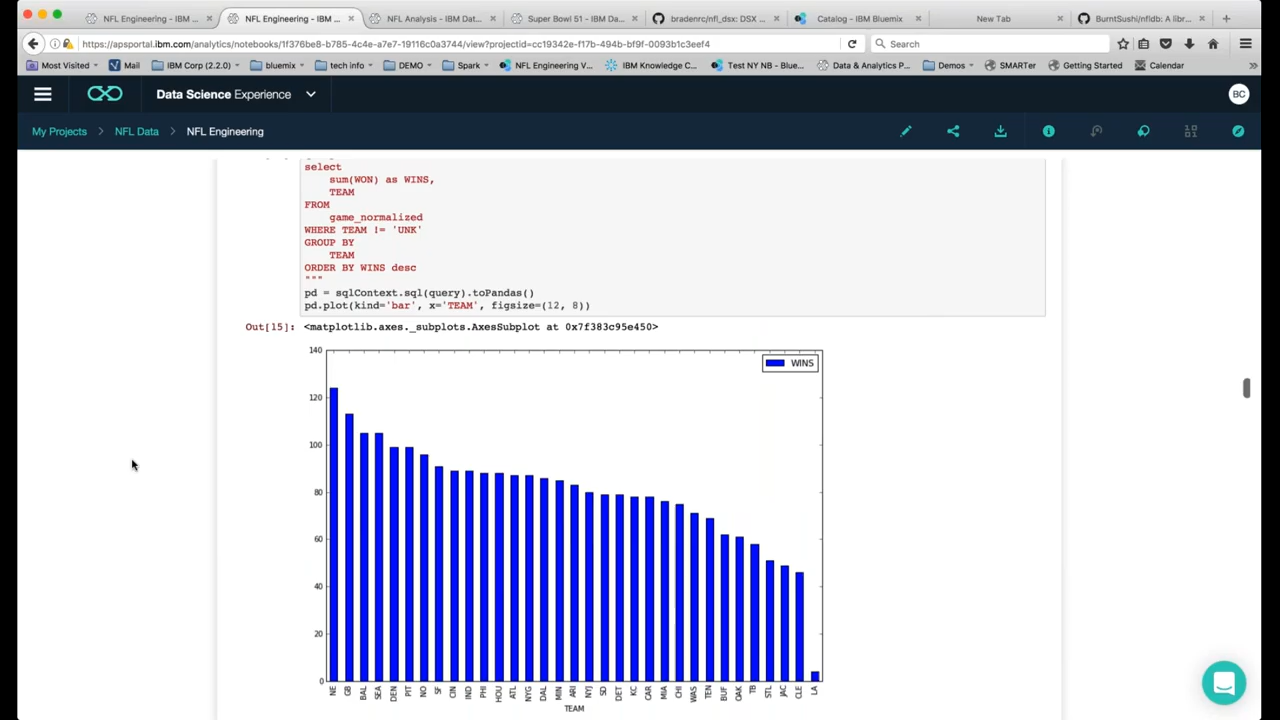 NFL Engineering - IBM ...
NFL Engineering - IBM ...
NFL Analysis - IBM Dat...
Super Bowl 51 - IBM Da...
bradenrc/nfl_dsx: DSX ...
Catalog - IBM Bluemix
New Tab
BurntSushi/nfldb: A libr...
https://apsportal.ibm.com/analytics/notebooks/1f376be8-b785-4c4e-a7e7-19116c0a3744/view?projectid=cc19342e-f17b-494b-bf9f-0093b1c3eef4
Search
Most Visited
Mail
IBM Corp (2.2.0)
bluemix
tech info
DEMO
Spark
NFL Engineering V...
IBM Knowledge C...
Test NY NB - Blue...
Data & Analytics P...
Demos
SMARTer
Getting Started
Calendar
Data Science Experience
BC
My Projects > NFL Data > NFL Engineering
select
sum(WON) as WINS,
TEAM
FROM
game_normalized
WHERE TEAM != 'UNK'
GROUP BY
TEAM
ORDER BY WINS desc
"""
pd = sqlContext.sql(query).toPandas()
pd.plot(kind='bar', x='TEAM', figsize=(12, 8))
Out[15]: <matplotlib.axes._subplots.AxesSubplot at 0x7f383c95e450>
WINS
140
120
100
80
60
40
20
0
NE GB BAL SEA DEN PIT NO SF CIN IND PHI HOU ATL NYG DAL MIN ARI NYJ SD DET KC CAR MIA CHI WAS TEN BUF OAK TB STL JAC CLE LA
TEAM